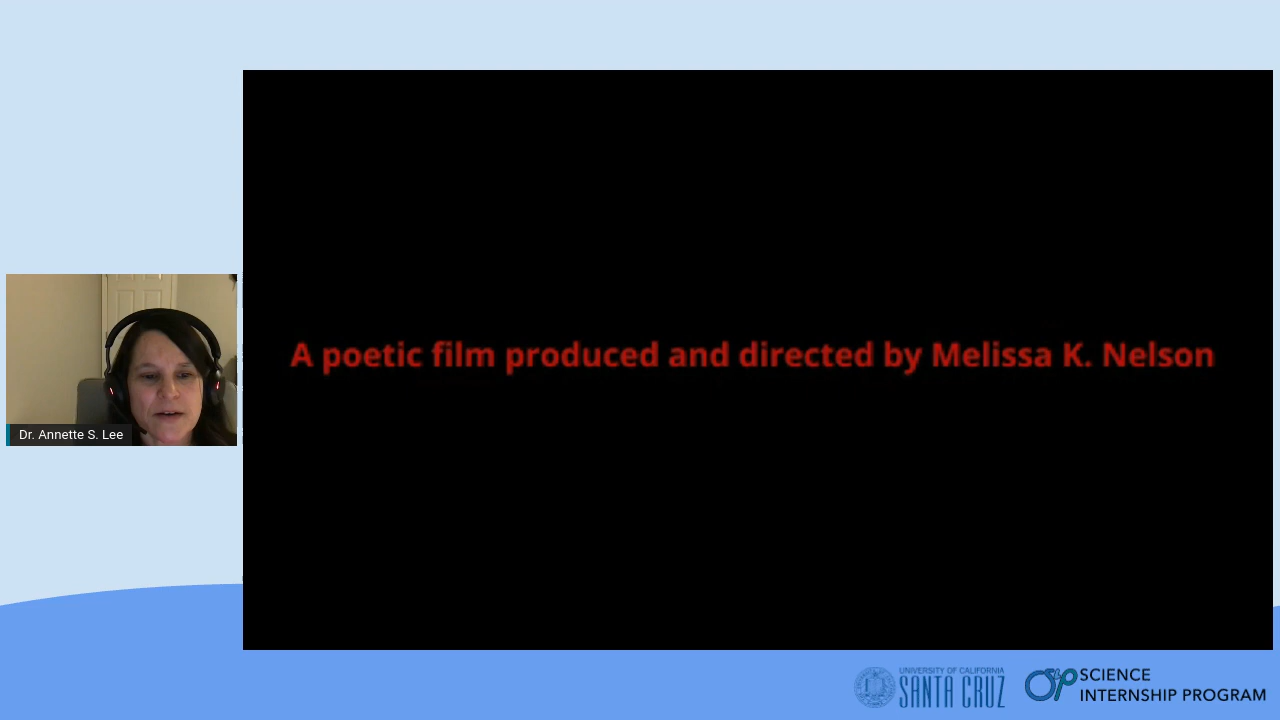 A poetic film produced and directed by Melissa K. Nelson
Dr. Annette S. Lee
UNIVERSITY OF CALIFORNIA
SANTA CRUZ
SIP
SCIENCE
INTERNSHIP PROGRAM